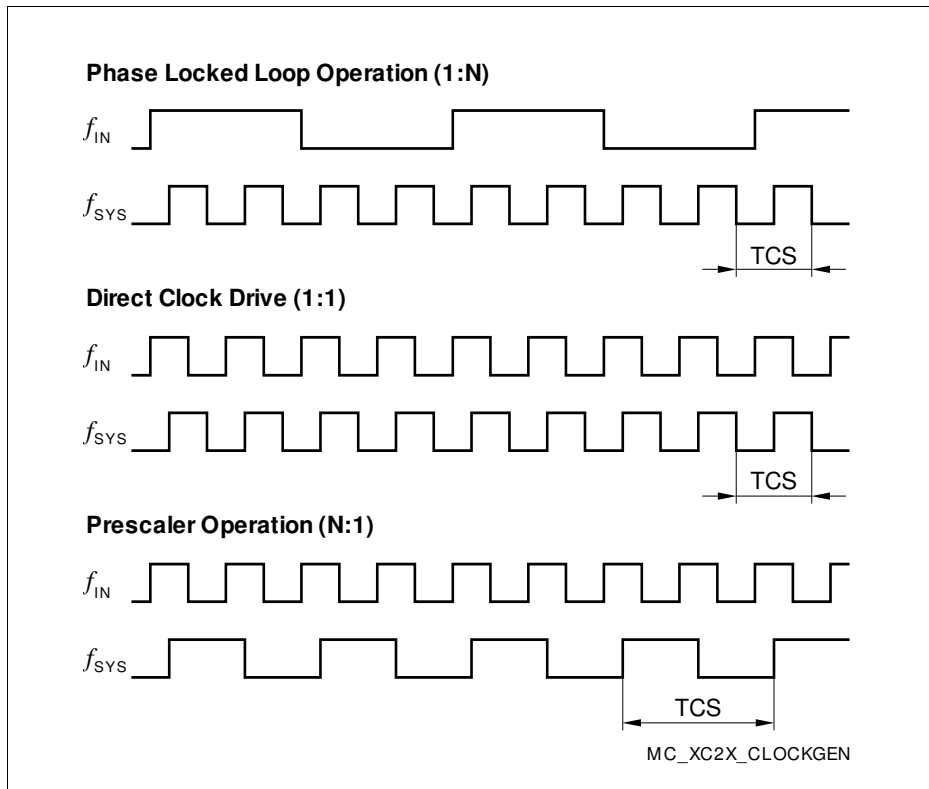 Phase Locked Loop Operation (1:N)
fIN
fSYS
TCS
Direct Clock Drive (1:1)
fIN
fSYS
TCS
Prescaler Operation (N:1)
fIN
fSYS
TCS
MC_XC2X_CLOCKGEN